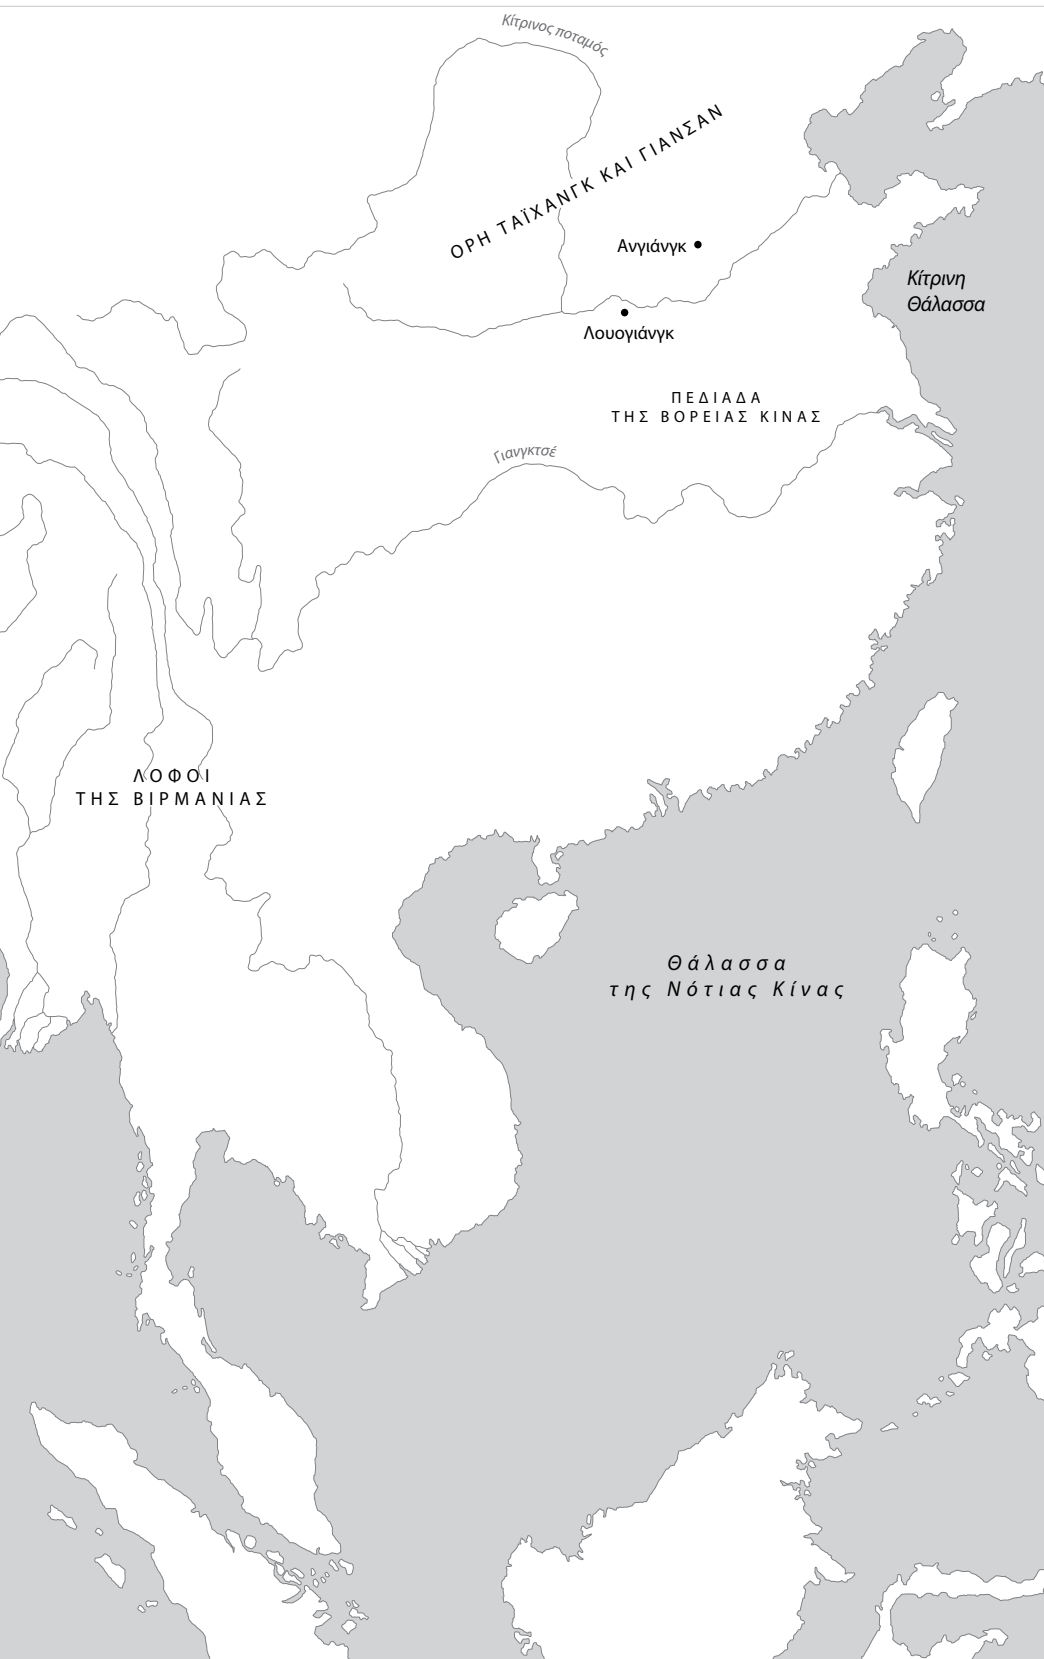 Κίτρινος ποταμός
ΟΡΗ ΤΑΪΧΑΝΓΚ ΚΑΙ ΓΙΑΝΣΑΝ
Ανγιάνγκ
Κίτρινη
Θάλασσα
Λουογιάνγκ
ΠΕΔΙΑΔΑ
ΤΗΣ ΒΟΡΕΙΑΣ ΚΙΝΑΣ
Γιανγκτσέ
ΛΟΦΟΙ
ΤΗΣ ΒΙΡΜΑΝΙΑΣ
Θάλασσα
της Νότιας Κίνας